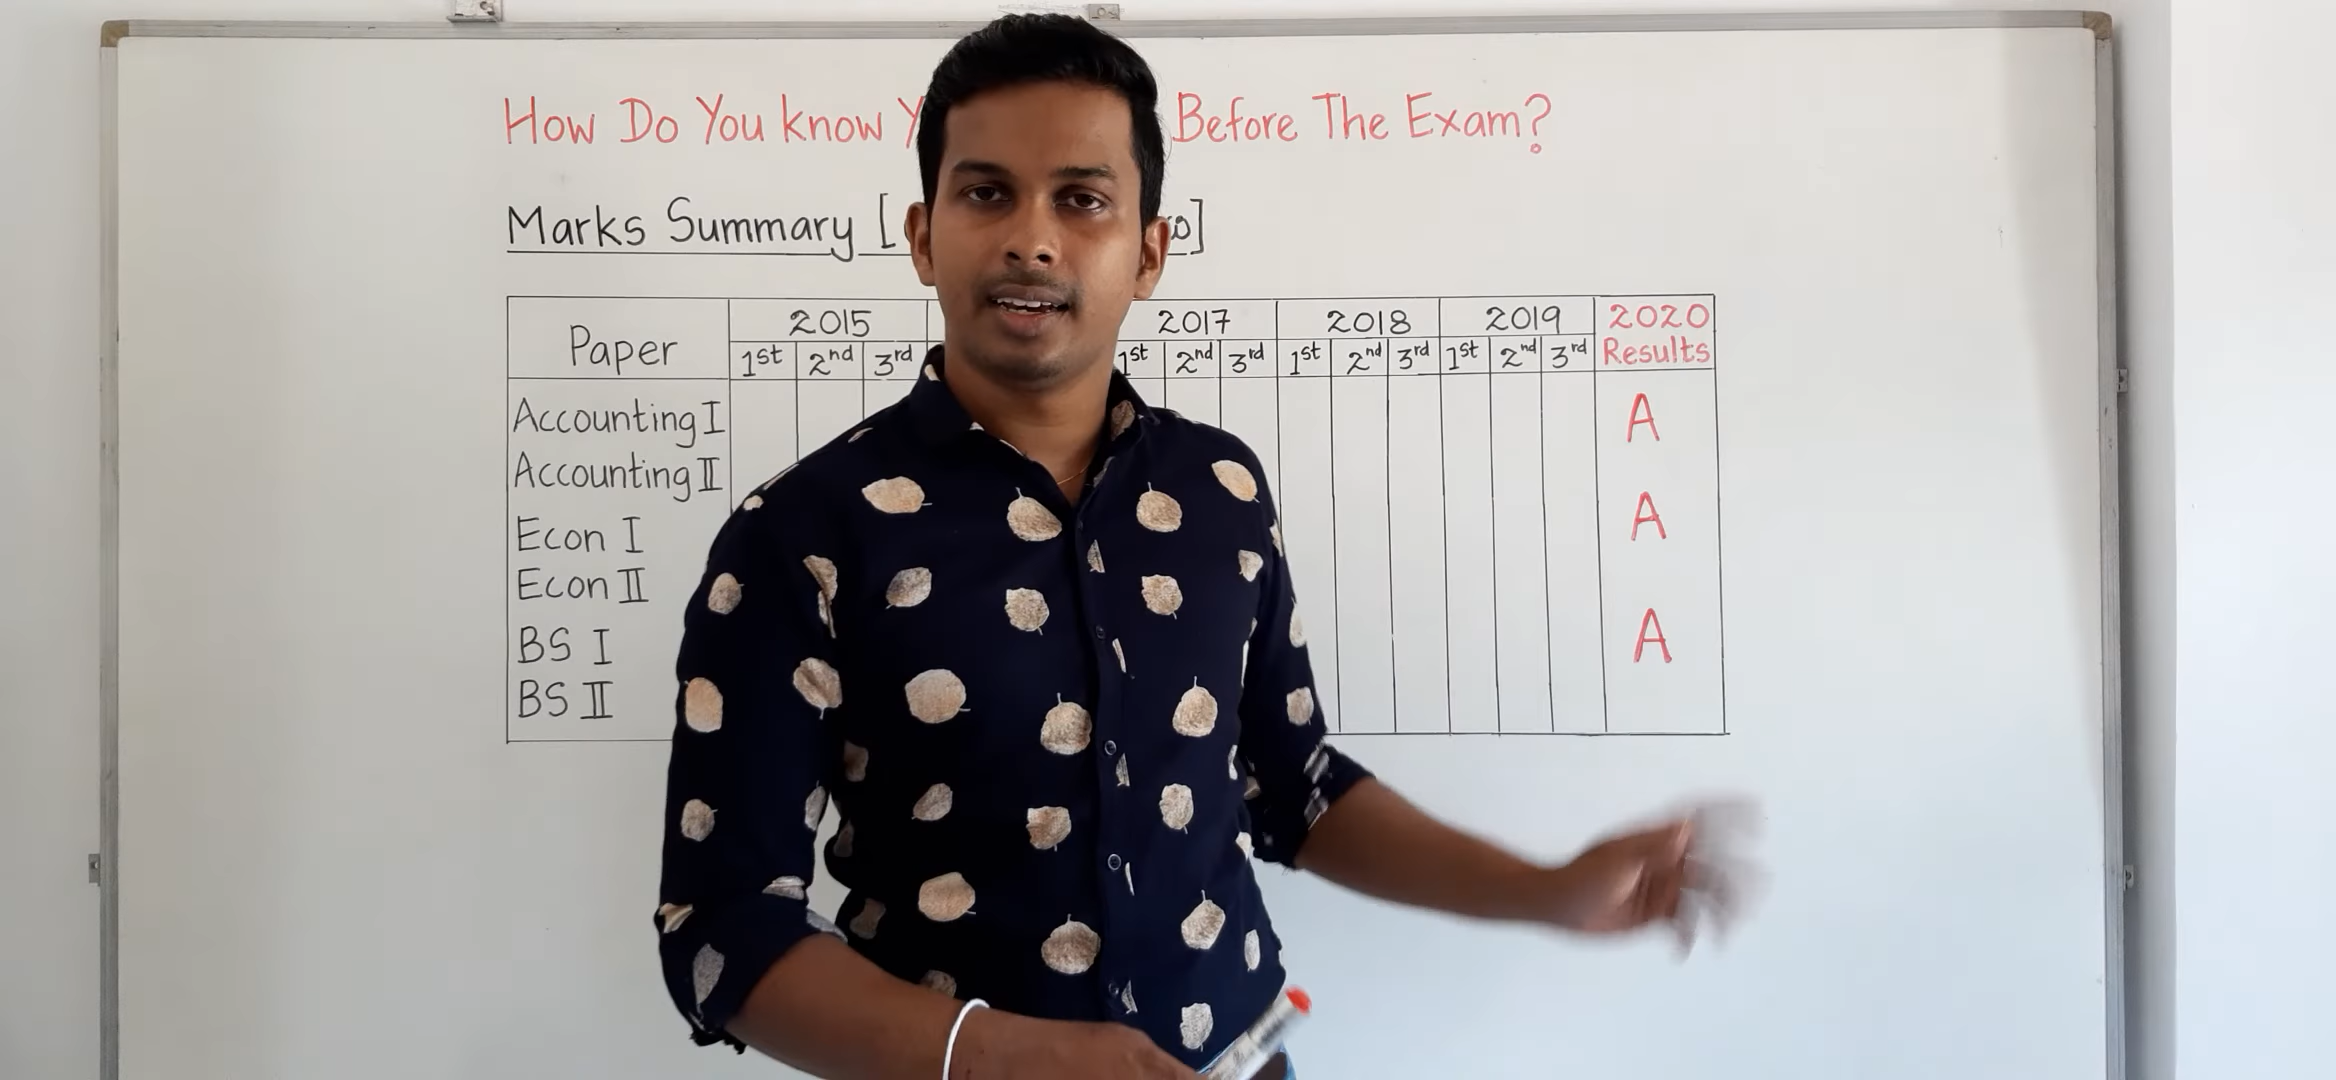 How Do You know Before The Exam?
Marks Summary [ ]
Paper 2015 2017 2018 2019 2020 Results
1st 2nd 3rd 1st 2nd 3rd 1st 2nd 3rd 1st 2nd 3rd
Accounting I A
Accounting II
Econ I A
Econ II
BS I A
BS II